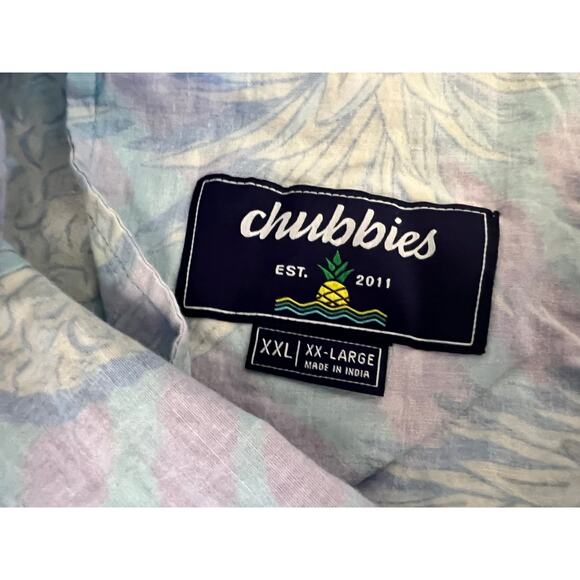 chubbies
EST. 2011
XXL XX-LARGE
MADE IN INDIA